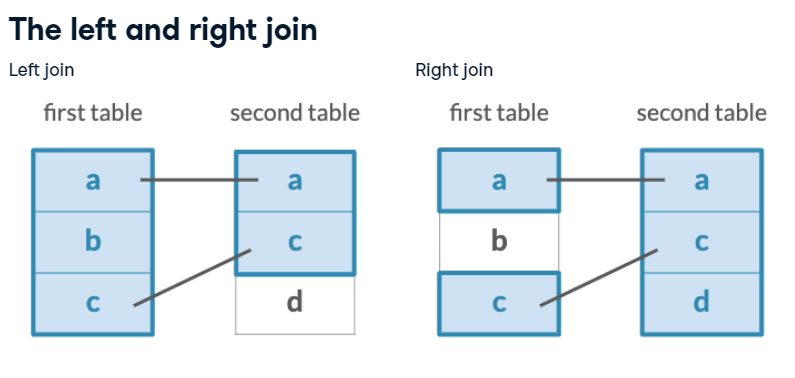 The left and right join
Left join
first table second table
a a
b c
c d
Right join
first table second table
a a
b c
c d